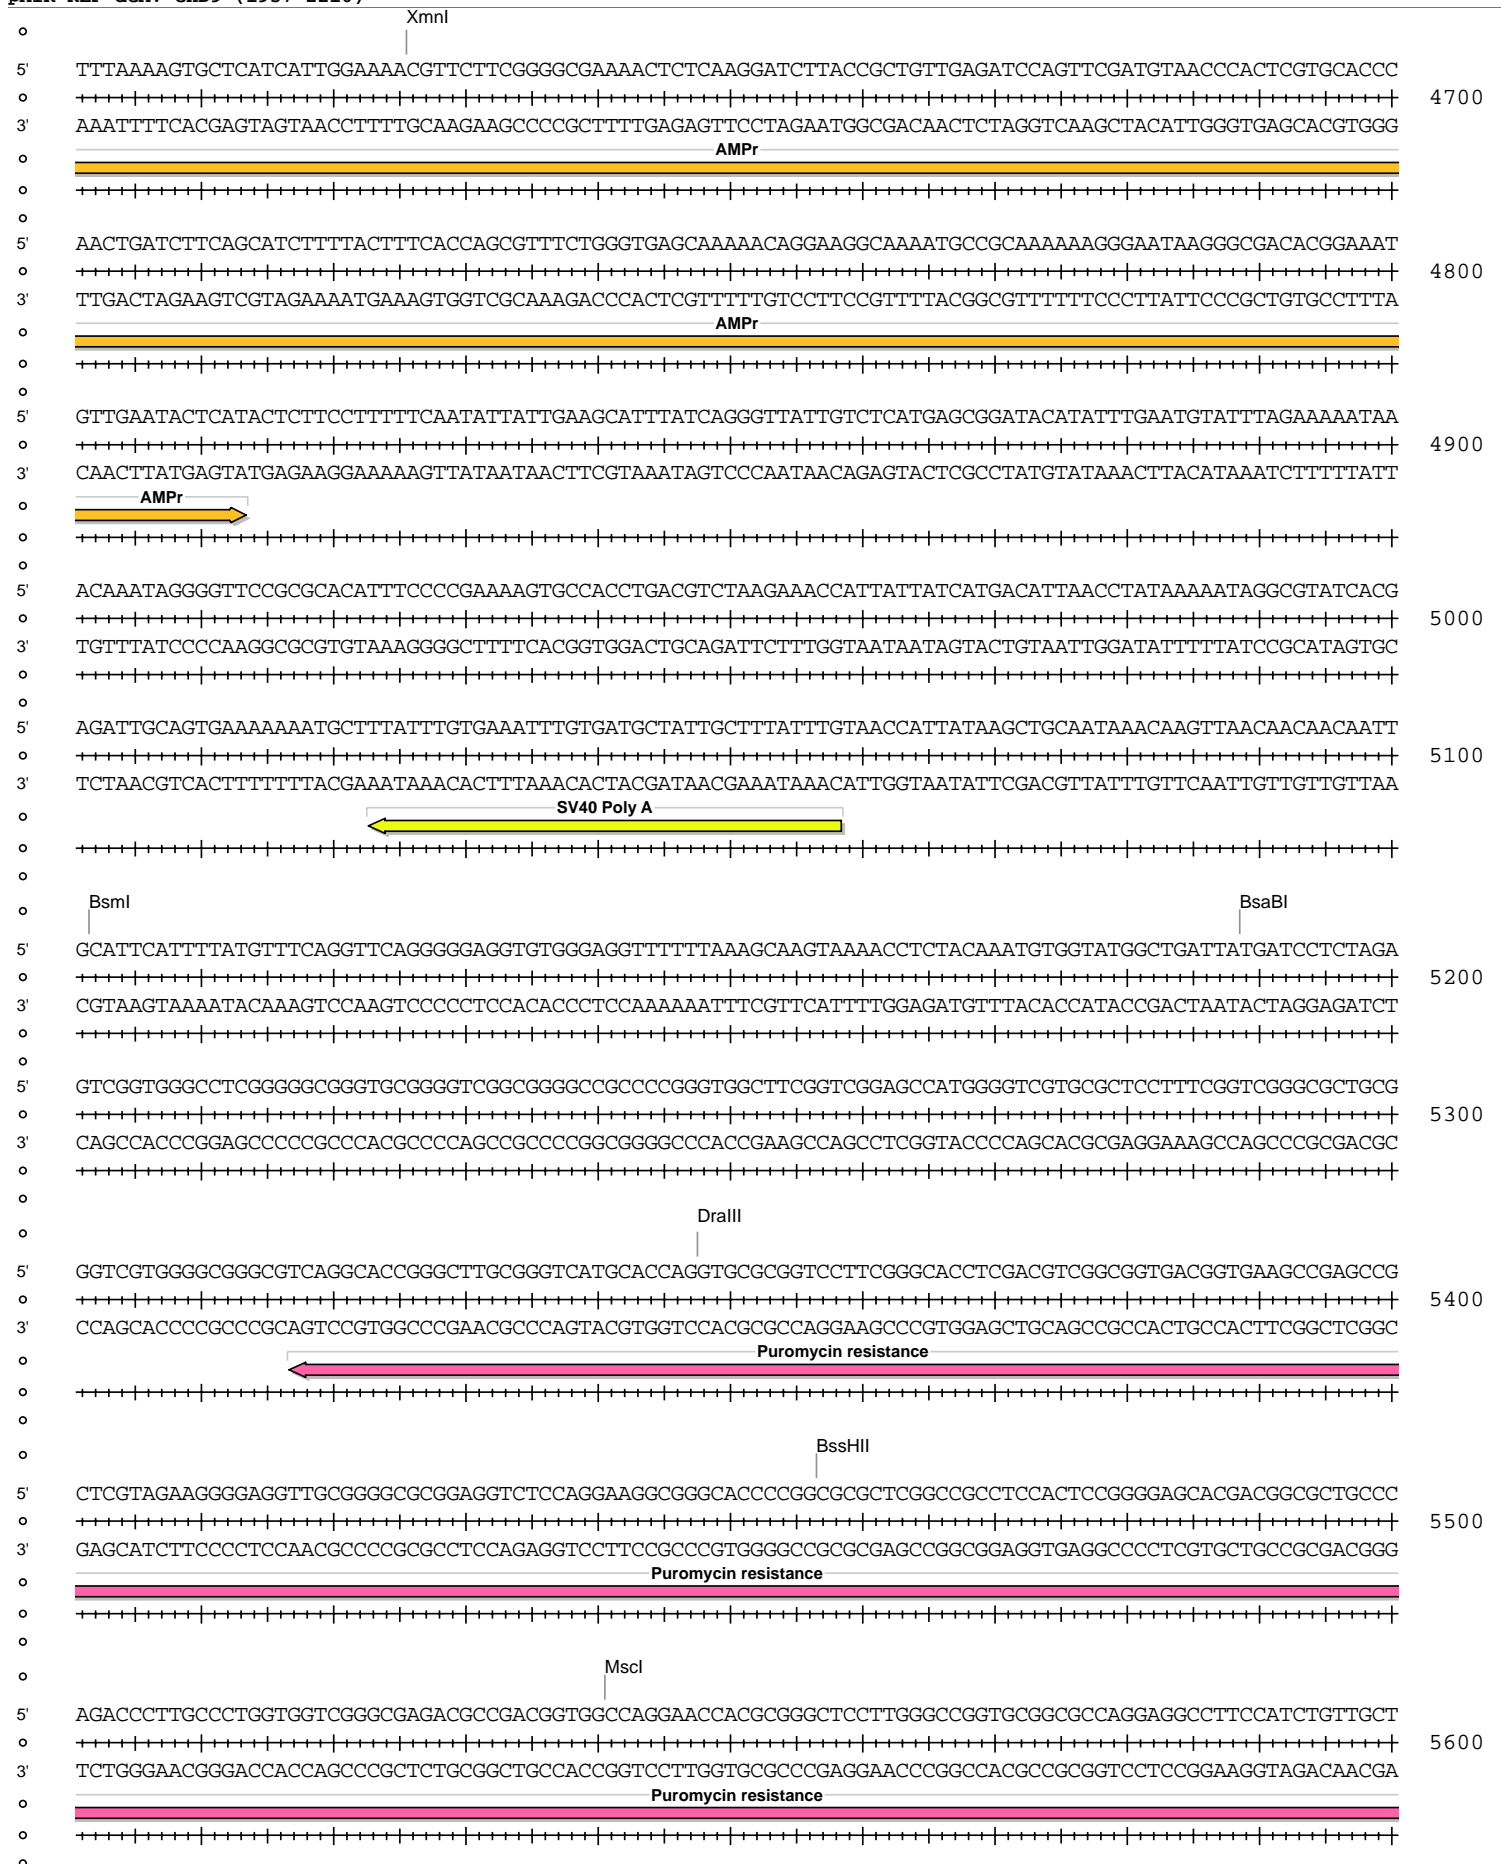 XmnI
5' TTTAAAAGTGCTCATCATTGGAAAACGTTCTTCGGGGCGAAAACTCTCAAGGATCTTACCGCTGTTGAGATCCAGTTCGATGTAACCCACTCGTGCACCC
4700
3' AAATTTTCACGAGTAGTAACCTTTTGCAAGAAGCCCCGCTTTTGAGAGTTCCTAGAATGGCGACAACTCTAGGTCAAGCTACATTGGGTGAGCACGTGGG
AMPr
5' AACTGATCTTCAGCATCTTTTACTTTCACCAGCGTTTCTGGGTGAGCAAAAACAGGAAGGCAAAATGCCGCAAAAAAGGGAATAAGGGCGACACGGAAAT
4800
3' TTGACTAGAAGTCGTAGAAAATGAAAGTGGTCGCAAAGACCCACTCGTTTTTGTCCTTCCGTTTTACGGCGTTTTTTCCCTTATTCCCGCTGTGCCTTTA
AMPr
5' GTTGAATACTCATACTCTTCCTTTTTCAATATTATTGAAGCATTTATCAGGGTTATTGTCTCATGAGCGGATACATATTTGAATGTATTTAGAAAAATAA
4900
3' CAACTTATGAGTATGAGAAGGAAAAAGTTATAATAACTTCGTAAATAGTCCCAATAACAGAGTACTCGCCTATGTATAAACTTACATAAATCTTTTTATT
AMPr
5' ACAAATAGGGGTTCCGCGCACATTTCCCCGAAAAGTGCCACCTGACGTCTAAGAAACCATTATTATCATGACATTAACCTATAAAAATAGGCGTATCACG
5000
3' TGTTTATCCCCAAGGCGCGTGTAAAGGGGCTTTTCACGGTGGACTGCAGATTCTTTGGTAATAATAGTACTGTAATTGGATATTTTTATCCGCATAGTGC
5' AGATTGCAGTGAAAAAAATGCTTTATTTGTGAAATTTGTGATGCTATTGCTTTATTTGTAACCATTATAAGCTGCAATAAACAAGTTAACAACAACAATT
5100
3' TCTAACGTCACTTTTTTTACGAAATAAACACTTTAAACACTACGATAACGAAATAAACATTGGTAATATTCGACGTTATTTGTTCAATTGTTGTTGTTAA
SV40 Poly A
BsmI BsaBI
5' GCATTCATTTTATGTTTCAGGTTCAGGGGGAGGTGTGGGAGGTTTTTTAAAGCAAGTAAAACCTCTACAAATGTGGTATGGCTGATTATGATCCTCTAGA
5200
3' CGTAAGTAAAATACAAAGTCCAAGTCCCCCTCCACACCCTCCAAAAAATTTCGTTCATTTTGGAGATGTTTACACCATACCGACTAATACTAGGAGATCT
5' GTCGGTGGGCCTCGGGGGCGGGTGCGGGGTCGGCGGGGCCGCCCCGGGTGGCTTCGGTCGGAGCCATGGGGTCGTGCGCTCCTTTCGGTCGGGCGCTGCG
5300
3' CAGCCACCCGGAGCCCCCGCCCACGCCCCAGCCGCCCCGGCGGGGCCCACCGAAGCCAGCCTCGGTACCCCAGCACGCGAGGAAAGCCAGCCCGCGACGC
DraIII
5' GGTCGTGGGGCGGGCGTCAGGCACCGGGCTTGCGGGTCATGCACCAGGTGCGCGGTCCTTCGGGCACCTCGACGTCGGCGGTGACGGTGAAGCCGAGCCG
5400
3' CCAGCACCCCGCCCGCAGTCCGTGGCCCGAACGCCCAGTACGTGGTCCACGCGCCAGGAAGCCCGTGGAGCTGCAGCCGCCACTGCCACTTCGGCTCGGC
Puromycin resistance
BssHII
5' CTCGTAGAAGGGGAGGTTGCGGGGCGCGGAGGTCTCCAGGAAGGCGGGCACCCCGGCGCGCTCGGCCGCCTCCACTCCGGGGAGCACGACGGCGCTGCCC
5500
3' GAGCATCTTCCCCTCCAACGCCCCGCGCCTCCAGAGGTCCTTCCGCCCGTGGGGCCGCGCGAGCCGGCGGAGGTGAGGCCCCTCGTGCTGCCGCGACGGG
Puromycin resistance
MscI
5' AGACCCTTGCCCTGGTGGTCGGGCGAGACGCCGACGGTGGCCAGGAACCACGCGGGCTCCTTGGGCCGGTGCGGCGCCAGGAGGCCTTCCATCTGTTGCT
5600
3' TCTGGGAACGGGACCACCAGCCCGCTCTGCGGCTGCCACCGGTCCTTGGTGCGCCCGAGGAACCCGGCCACGCCGCGGTCCTCCGGAAGGTAGACAACGA
Puromycin resistance